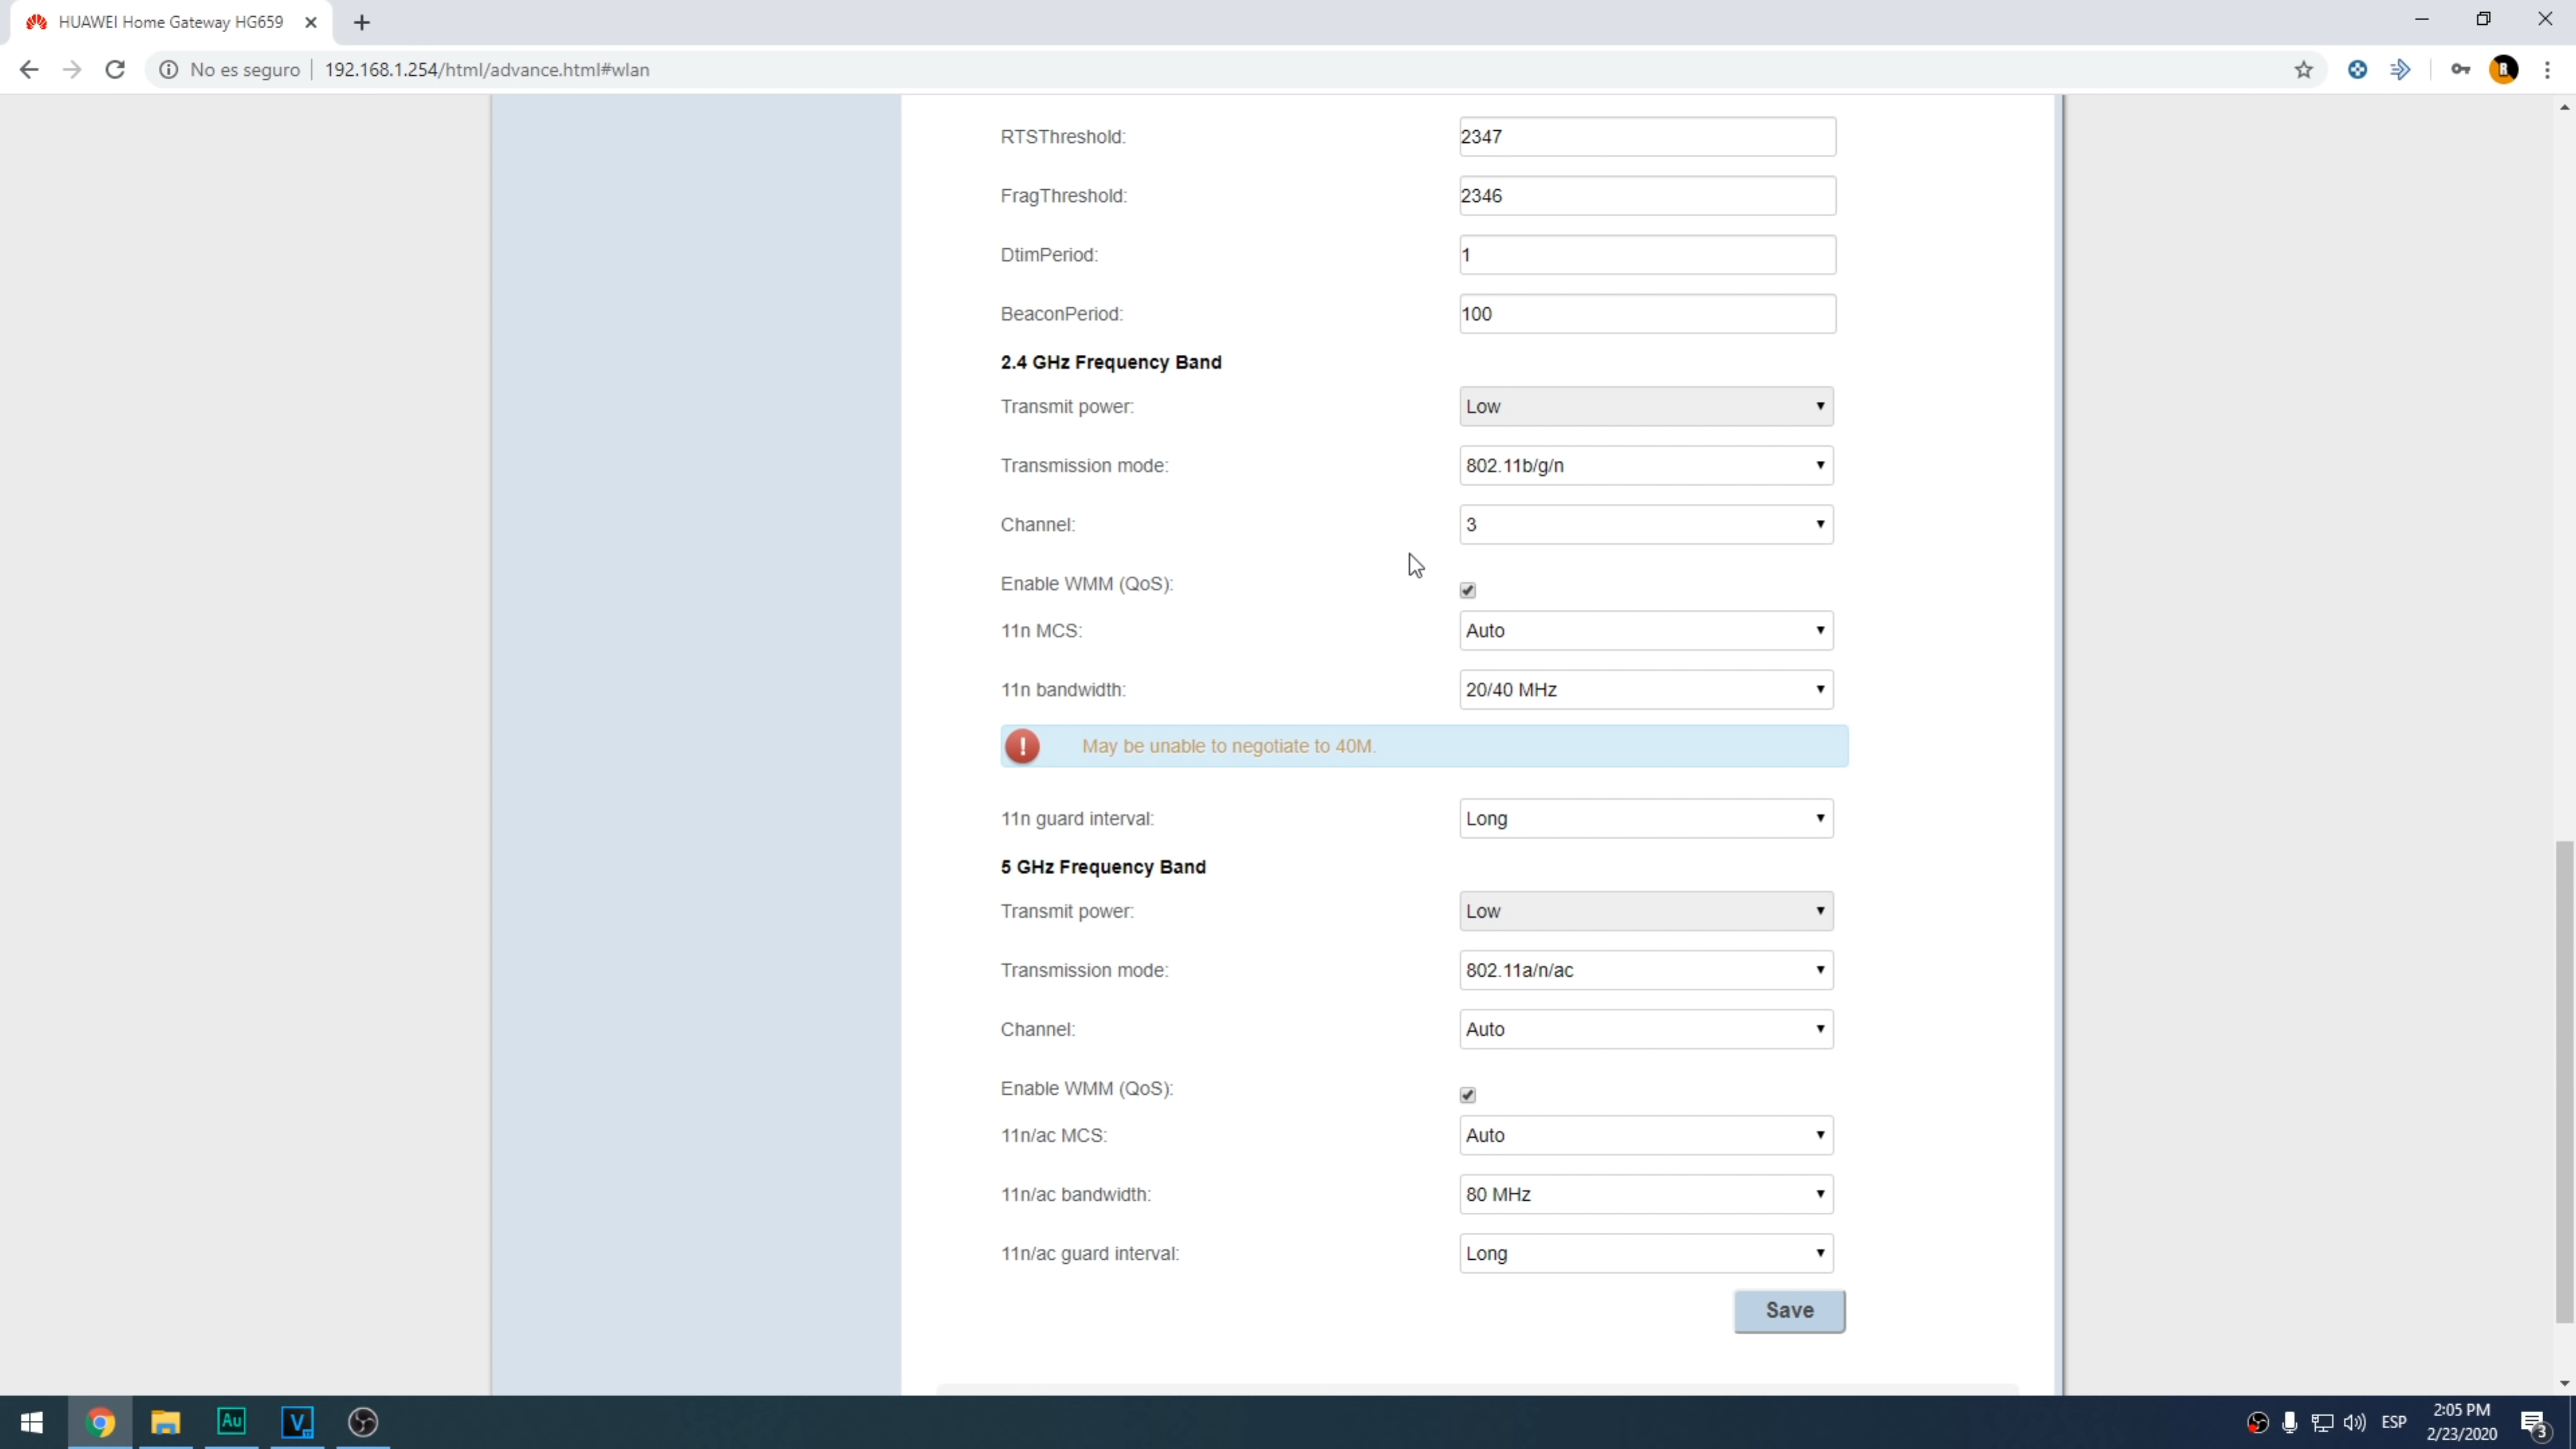 HUAWEI Home Gateway HG659
No es seguro | 192.168.1.254/html/advance.html#wlan
R
RTSThreshold: 2347
FragThreshold: 2346
DtimPeriod: 1
BeaconPeriod: 100
2.4 GHz Frequency Band
Transmit power: Low
Transmission mode: 802.11b/g/n
Channel: 3
Enable WMM (QoS):
11n MCS: Auto
11n bandwidth: 20/40 MHz
! May be unable to negotiate to 40M.
11n guard interval: Long
5 GHz Frequency Band
Transmit power: Low
Transmission mode: 802.11a/n/ac
Channel: Auto
Enable WMM (QoS):
11n/ac MCS: Auto
11n/ac bandwidth: 80 MHz
11n/ac guard interval: Long
Save
Au
V
ESP
2:05 PM
2/23/2020
3